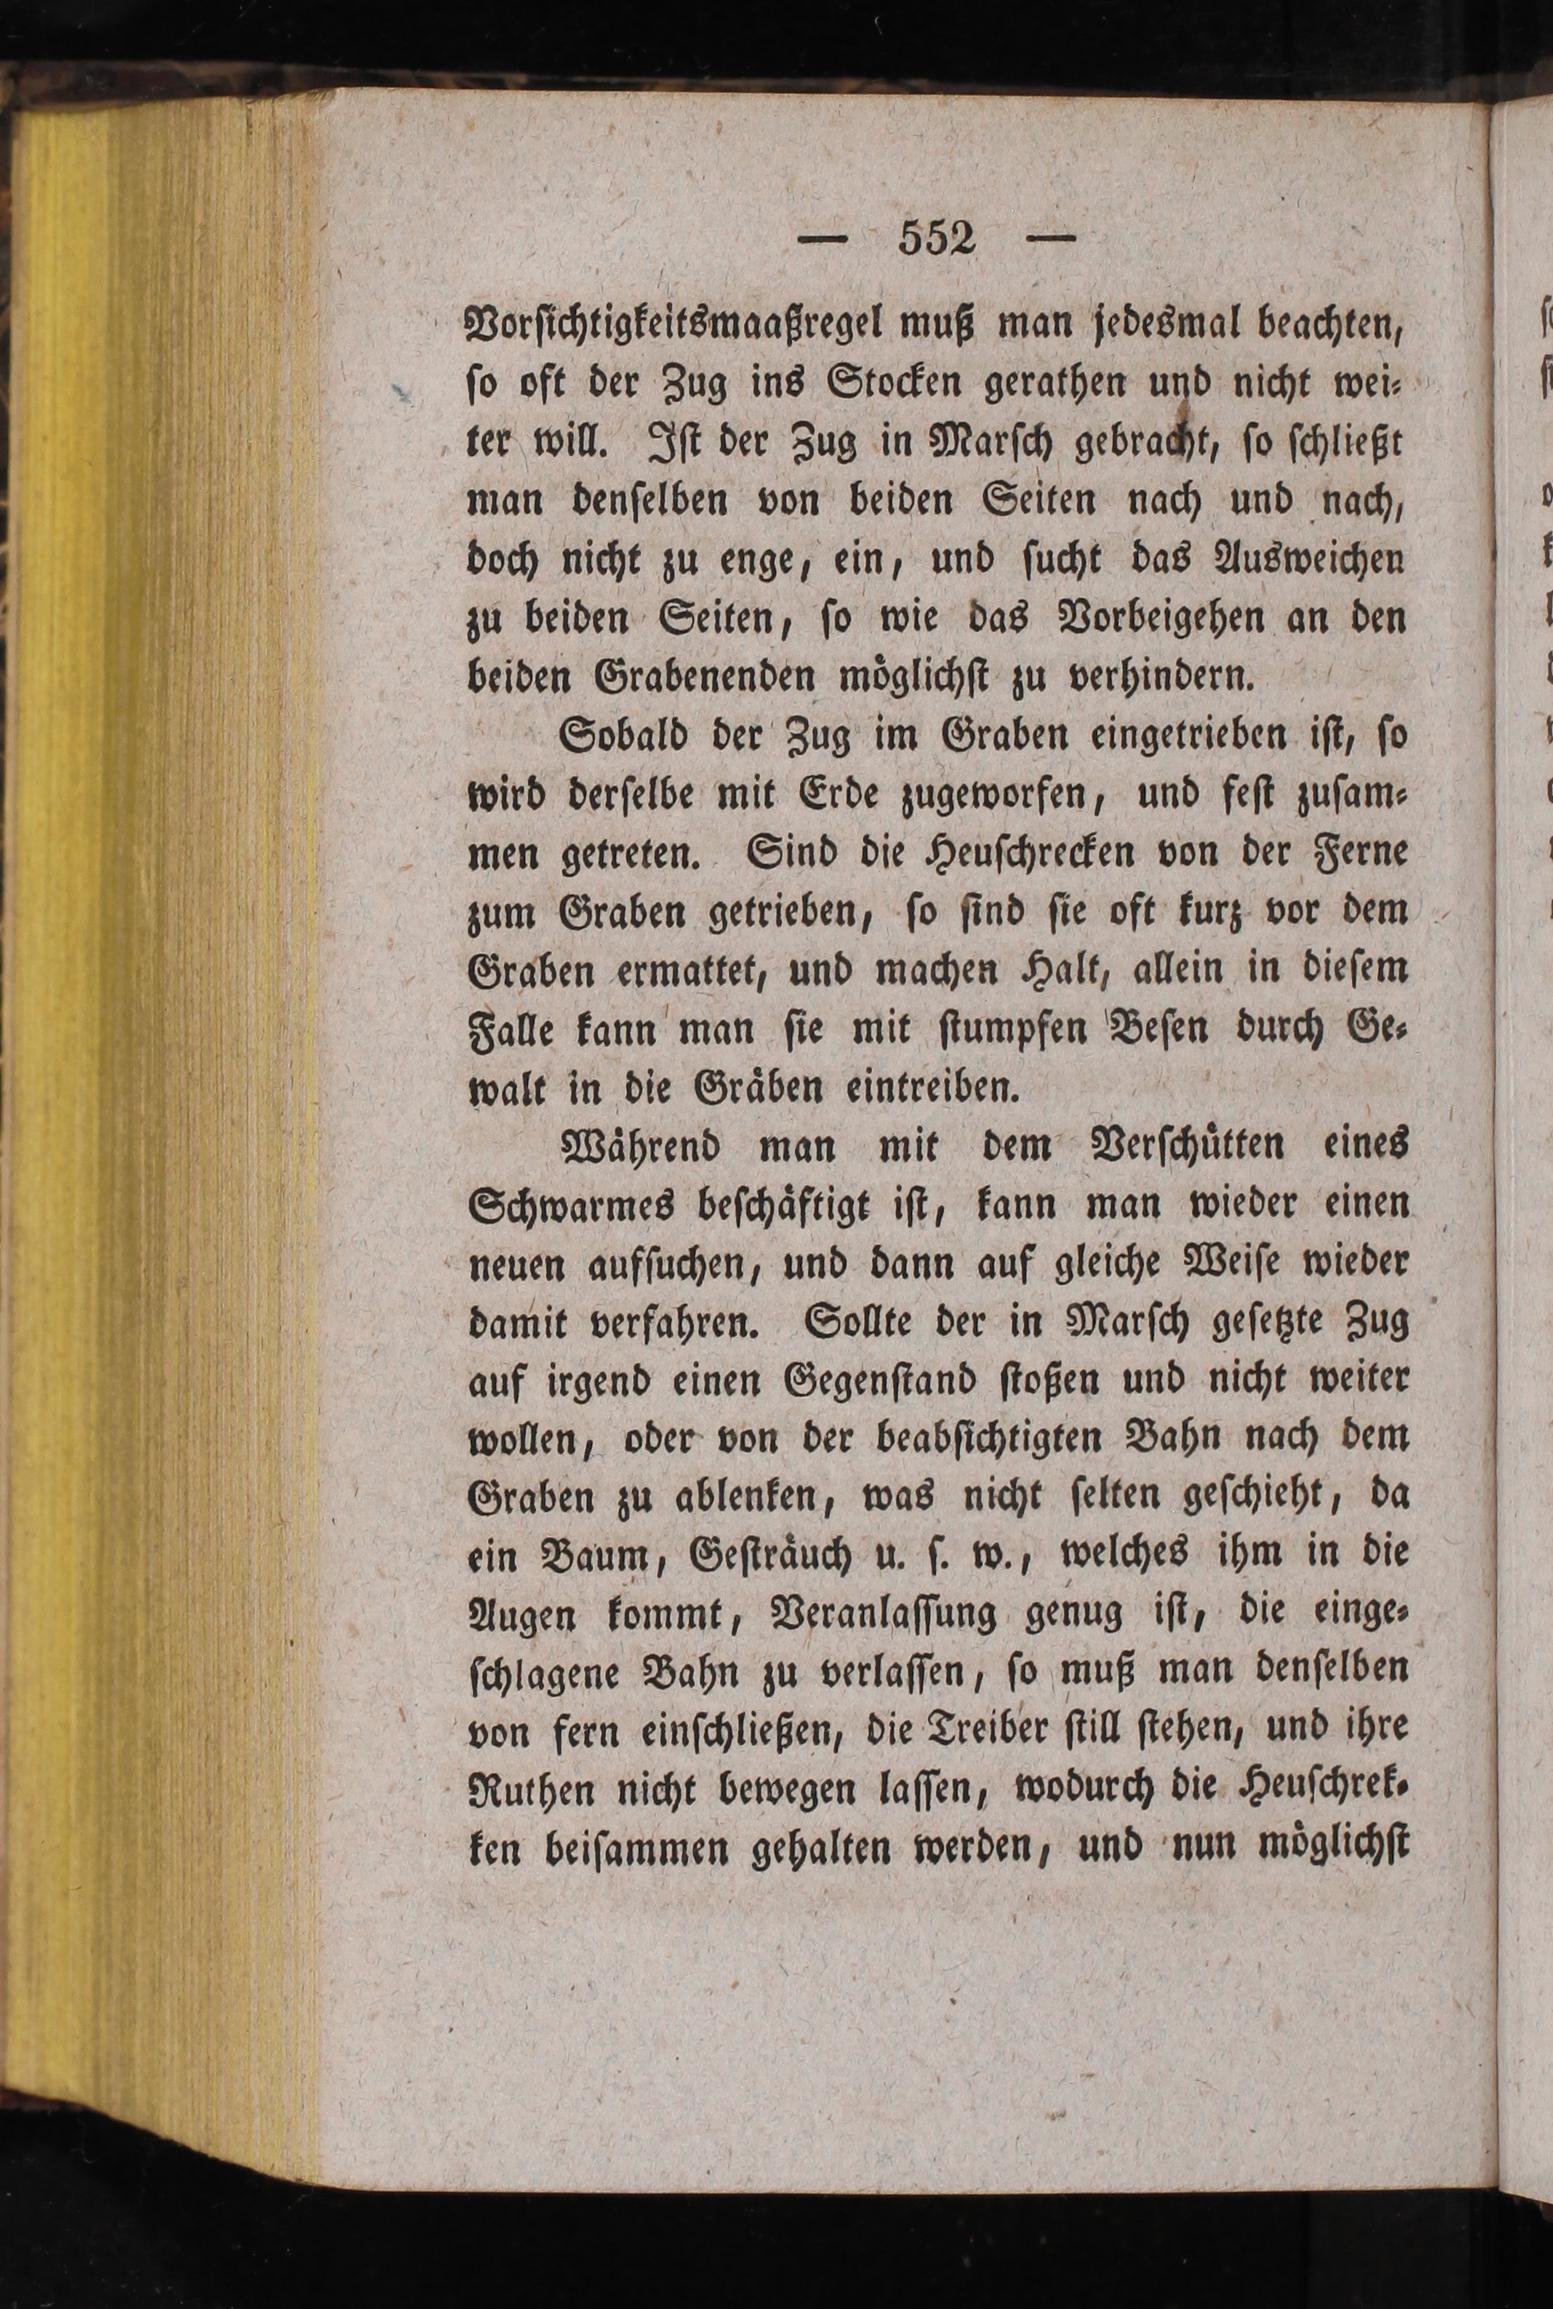 — 552 —
Vorſichtigkeitsmaaßregel muß man jedesmal beachten,
ſo oft der Zug ins Stocken gerathen und nicht wei⸗
ter will. Iſt der Zug in Marſch gebracht, ſo ſchließt
man denſelben von beiden Seiten nach und nach,
doch nicht zu enge, ein, und ſucht das Ausweichen
zu beiden Seiten, ſo wie das Vorbeigehen an den
beiden Grabenenden möglichſt zu verhindern.
Sobald der Zug im Graben eingetrieben iſt, ſo
wird derſelbe mit Erde zugeworfen, und feſt zuſam⸗
men getreten. Sind die Heuſchrecken von der Ferne
zum Graben getrieben, ſo ſind ſie oft kurz vor dem
Graben ermattet, und machen Halt, allein in dieſem
Falle kann man ſie mit ſtumpfen Beſen durch Ge⸗
walt in die Gräben eintreiben.
Während man mit dem Verſchütten eines
Schwarmes beſchäftigt iſt, kann man wieder einen
neuen aufſuchen, und dann auf gleiche Weiſe wieder
damit verfahren. Sollte der in Marſch geſetzte Zug
auf irgend einen Gegenſtand ſtoßen und nicht weiter
wollen, oder von der beabſichtigten Bahn nach dem
Graben zu ablenken, was nicht ſelten geſchieht, da
ein Baum, Geſträuch u. ſ. w., welches ihm in die
Augen kommt, Veranlaſſung genug iſt, die einge⸗
ſchlagene Bahn zu verlaſſen, ſo muß man denſelben
von fern einſchließen, die Treiber ſtill ſtehen, und ihre
Ruthen nicht bewegen laſſen, wodurch die Heuſchrek⸗
ken beiſammen gehalten werden, und nun möglichſt